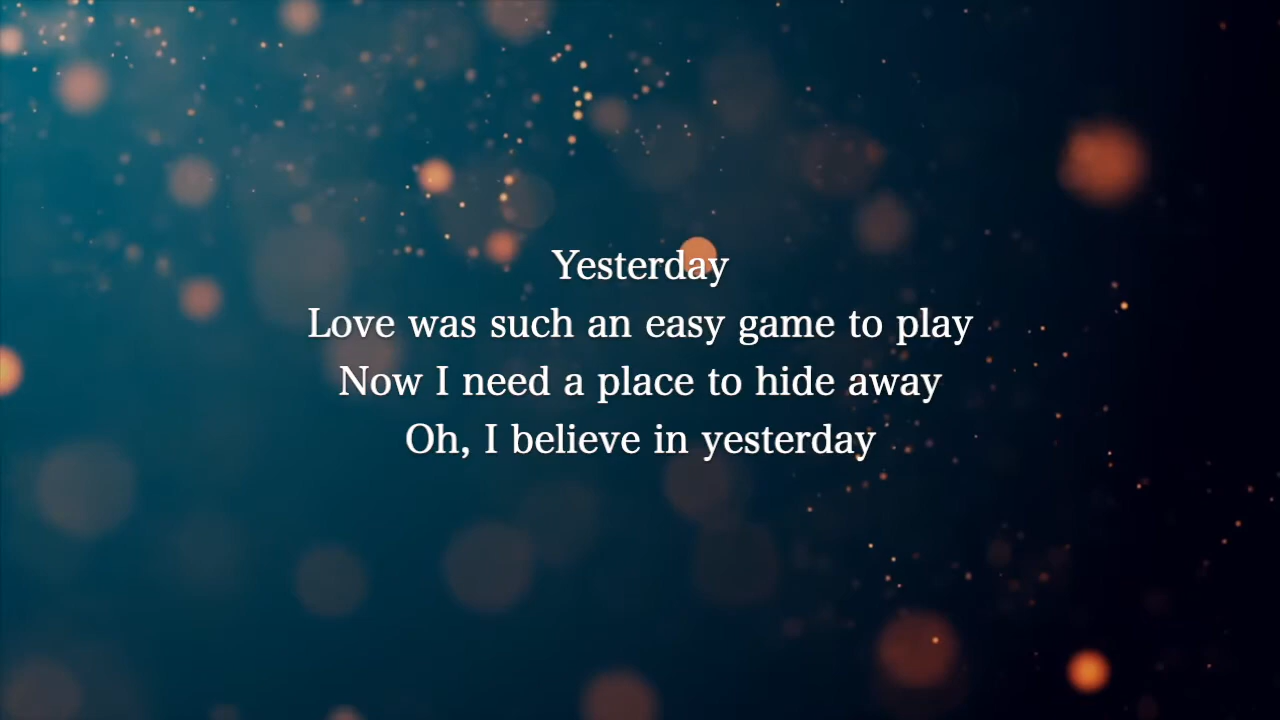 Yesterday
Love was such an easy game to play
Now I need a place to hide away
Oh, I believe in yesterday